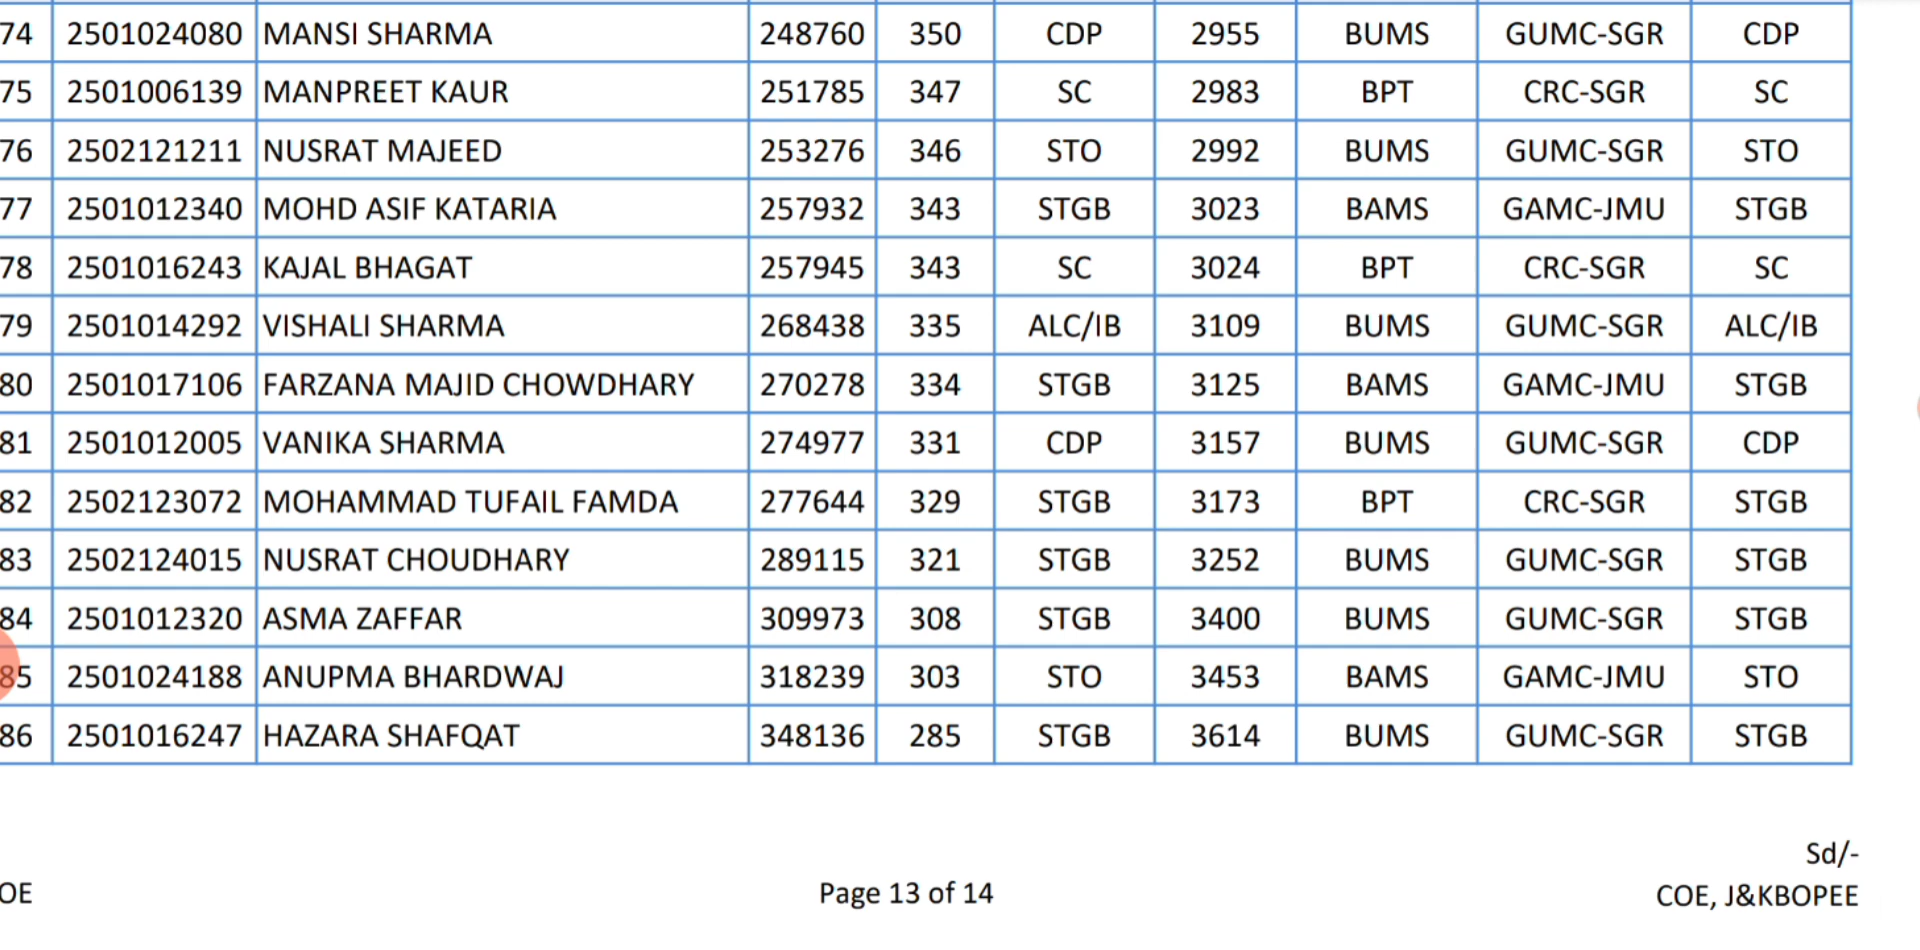 74 2501024080 MANSI SHARMA 248760 350 CDP 2955 BUMS GUMC-SGR CDP
75 2501006139 MANPREET KAUR 251785 347 SC 2983 BPT CRC-SGR SC
76 2502121211 NUSRAT MAJEED 253276 346 STO 2992 BUMS GUMC-SGR STO
77 2501012340 MOHD ASIF KATARIA 257932 343 STGB 3023 BAMS GAMC-JMU STGB
78 2501016243 KAJAL BHAGAT 257945 343 SC 3024 BPT CRC-SGR SC
79 2501014292 VISHALI SHARMA 268438 335 ALC/IB 3109 BUMS GUMC-SGR ALC/IB
80 2501017106 FARZANA MAJID CHOWDHARY 270278 334 STGB 3125 BAMS GAMC-JMU STGB
81 2501012005 VANIKA SHARMA 274977 331 CDP 3157 BUMS GUMC-SGR CDP
82 2502123072 MOHAMMAD TUFAIL FAMDA 277644 329 STGB 3173 BPT CRC-SGR STGB
83 2502124015 NUSRAT CHOUDHARY 289115 321 STGB 3252 BUMS GUMC-SGR STGB
84 2501012320 ASMA ZAFFAR 309973 308 STGB 3400 BUMS GUMC-SGR STGB
85 2501024188 ANUPMA BHARDWAJ 318239 303 STO 3453 BAMS GAMC-JMU STO
86 2501016247 HAZARA SHAFQAT 348136 285 STGB 3614 BUMS GUMC-SGR STGB
Sd/-
OE Page 13 of 14 COE, J&KBOPEE